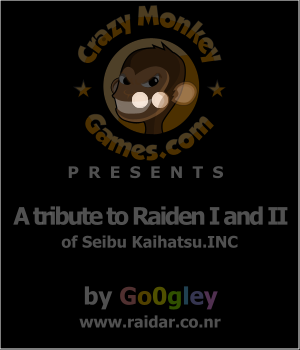 Crazy Monkey
Games.com
PRESENTS
A tribute to Raiden I and II
of Seibu Kaihatsu.INC
by Go0gley
www.raidar.co.nr